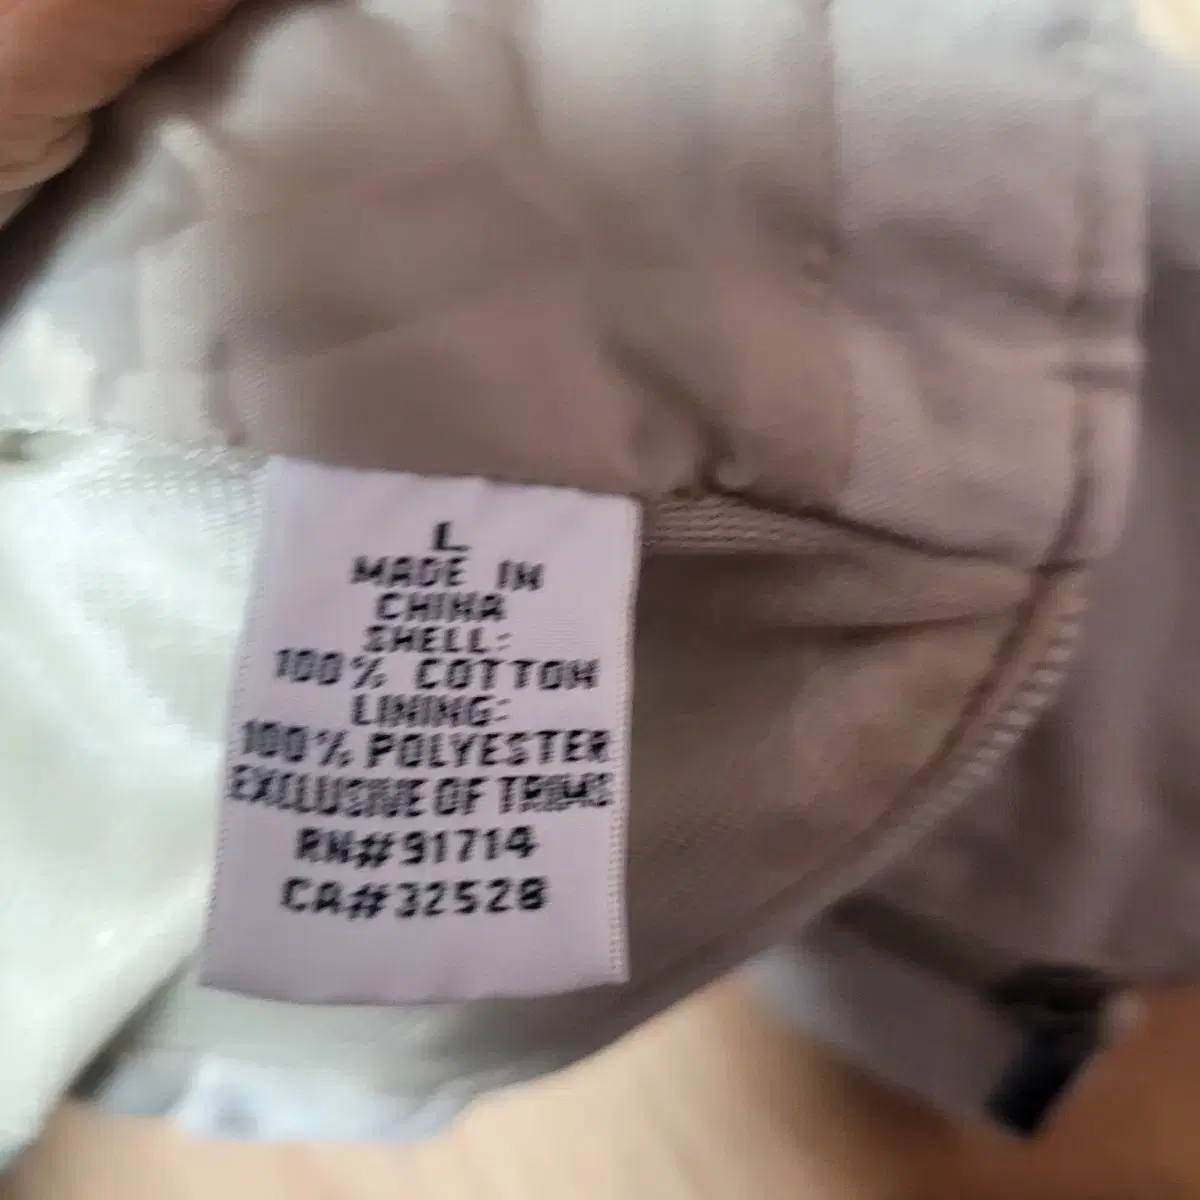 L
MADE IN
CHINA
SHELL:
100% COTTON
LINING:
100% POLYESTER
EXCLUSIVE OF TRIMS
RN#91714
CA#32528